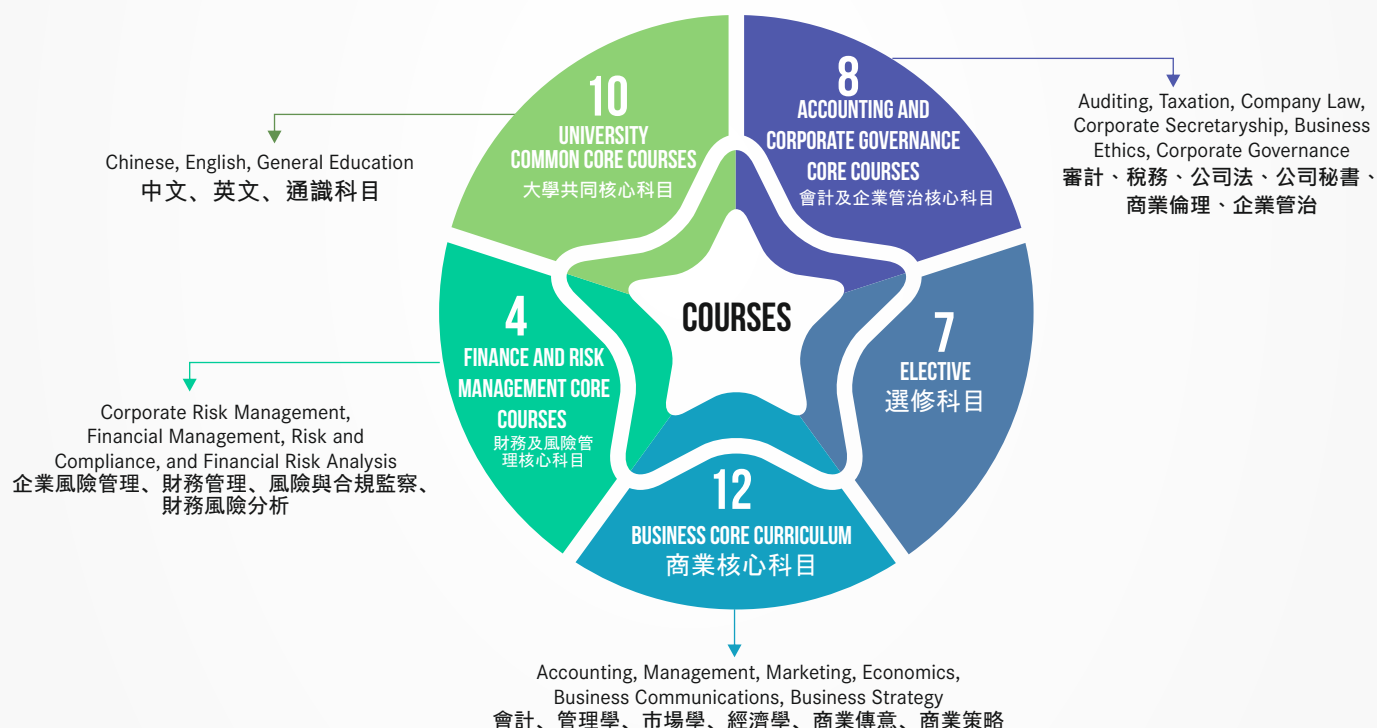 10
UNIVERSITY
COMMON CORE COURSES
大學共同核心科目
Chinese, English, General Education
中文、英文、通識科目
8
ACCOUNTING AND
CORPORATE GOVERNANCE
CORE COURSES
會計及企業管治核心科目
Auditing, Taxation, Company Law,
Corporate Secretaryship, Business
Ethics, Corporate Governance
審計、稅務、公司法、公司秘書、
商業倫理、企業管治
COURSES
4
FINANCE AND RISK
MANAGEMENT CORE
COURSES
財務及風險管
理核心科目
Corporate Risk Management,
Financial Management, Risk and
Compliance, and Financial Risk Analysis
企業風險管理、財務管理、風險與合規監察、
財務風險分析
7
ELECTIVE
選修科目
12
BUSINESS CORE CURRICULUM
商業核心科目
Accounting, Management, Marketing, Economics,
Business Communications, Business Strategy
會計、管理學、市場學、經濟學、商業傳意、商業策略